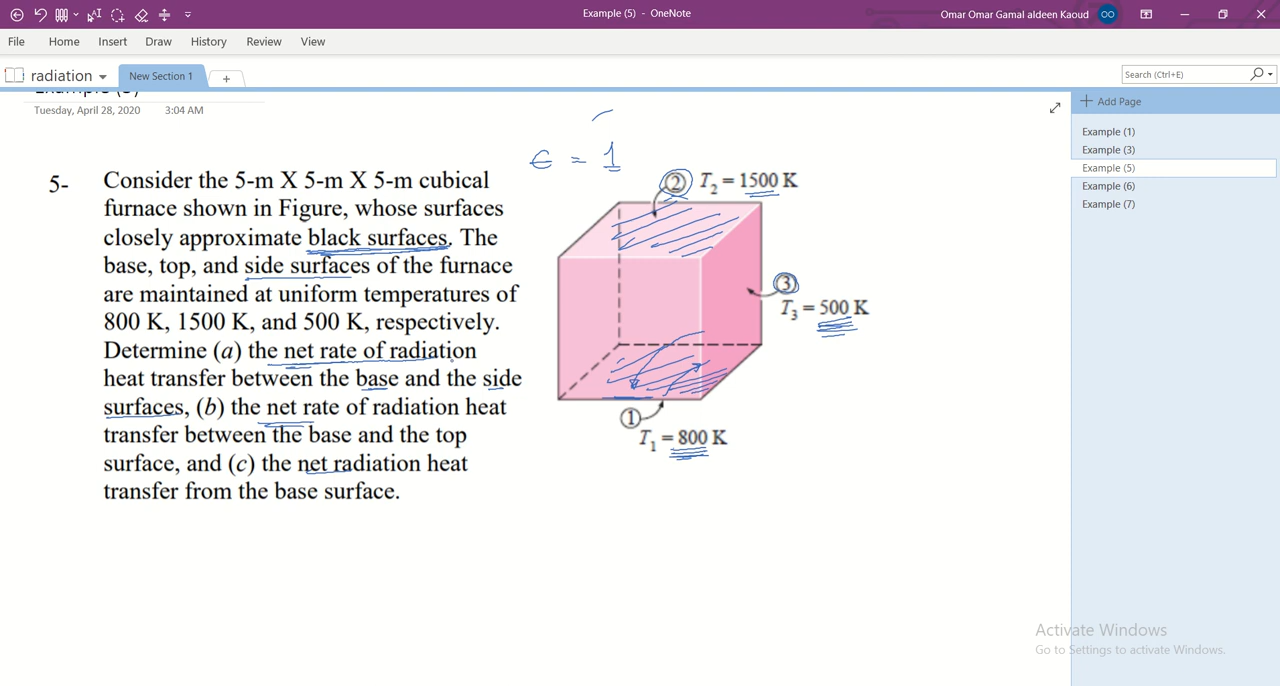 Example (5) - OneNote
Omar Omar Gamal aldeen Kaoud OO
File Home Insert Draw History Review View
radiation New Section 1 +
Search (Ctrl+E)
Example (5)
Tuesday, April 28, 2020 3:04 AM
Add Page
Example (1)
Example (3)
Example (5)
Example (6)
Example (7)
ϵ = 1
5- Consider the 5-m X 5-m X 5-m cubical
furnace shown in Figure, whose surfaces
closely approximate black surfaces. The
base, top, and side surfaces of the furnace
are maintained at uniform temperatures of
800 K, 1500 K, and 500 K, respectively.
Determine (a) the net rate of radiation
heat transfer between the base and the side
surfaces, (b) the net rate of radiation heat
transfer between the base and the top
surface, and (c) the net radiation heat
transfer from the base surface.
② T₂ = 1500 K
③
T₃ = 500 K
①
T₁ = 800 K
Activate Windows
Go to Settings to activate Windows.